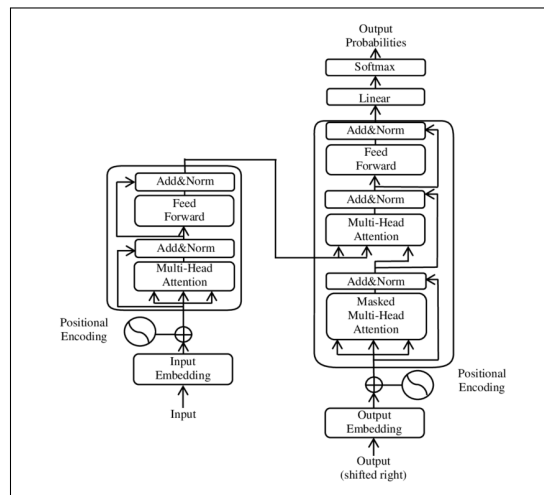 Output
Probabilities
Softmax
Linear
Add&Norm
Feed
Forward
Add&Norm
Multi-Head
Attention
Add&Norm
Masked
Multi-Head
Attention
Positional
Encoding
Output
Embedding
Output
(shifted right)
Add&Norm
Feed
Forward
Add&Norm
Multi-Head
Attention
Positional
Encoding
Input
Embedding
Input